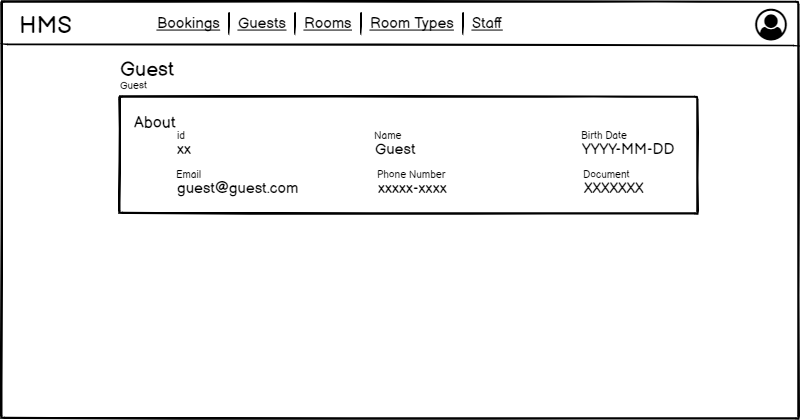 HMS Bookings Guests Rooms Room Types Staff
Guest
Guest
About
id Name Birth Date
xx Guest YYYY-MM-DD
Email Phone Number Document
guest@guest.com xxxxx-xxxx XXXXXXX